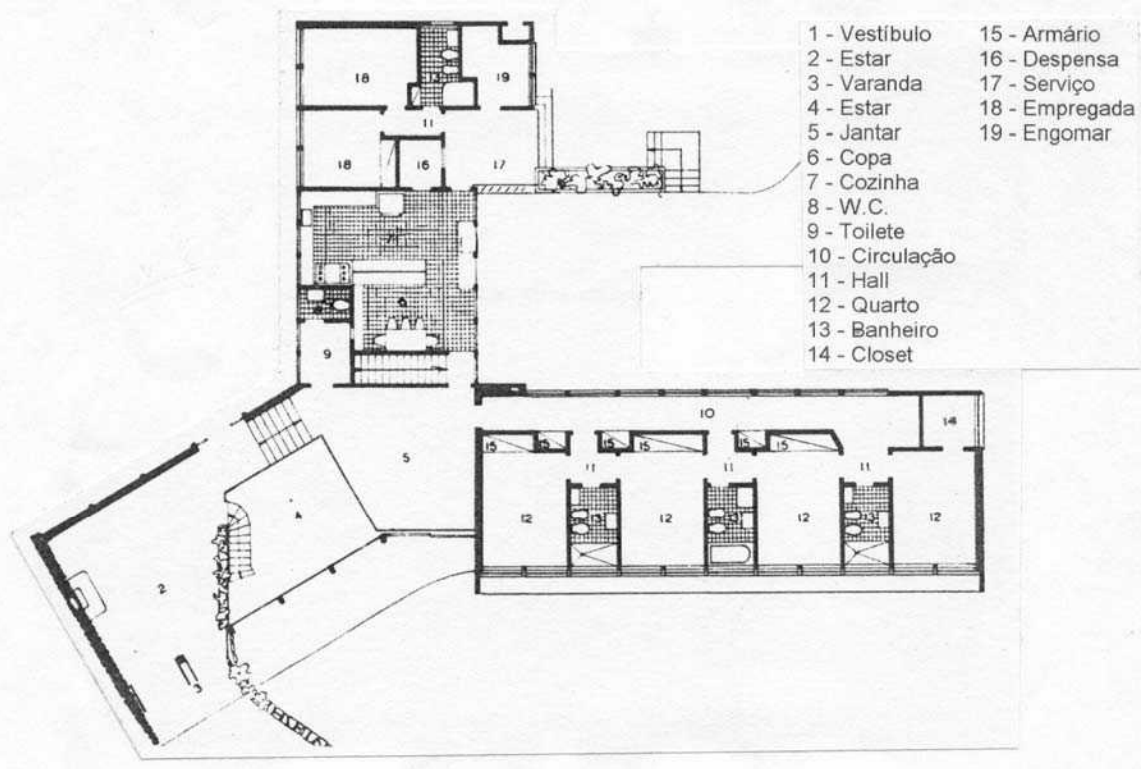 1 - Vestíbulo
2 - Estar
3 - Varanda
4 - Estar
5 - Jantar
6 - Copa
7 - Cozinha
8 - W.C.
9 - Toilete
10 - Circulação
11 - Hall
12 - Quarto
13 - Banheiro
14 - Closet
15 - Armário
16 - Despensa
17 - Serviço
18 - Empregada
19 - Engomar
18
19
11
18
16
17
9
10
14
15
15
15
15
15
15
5
11
11
11
4
12
13
12
13
12
13
12
2